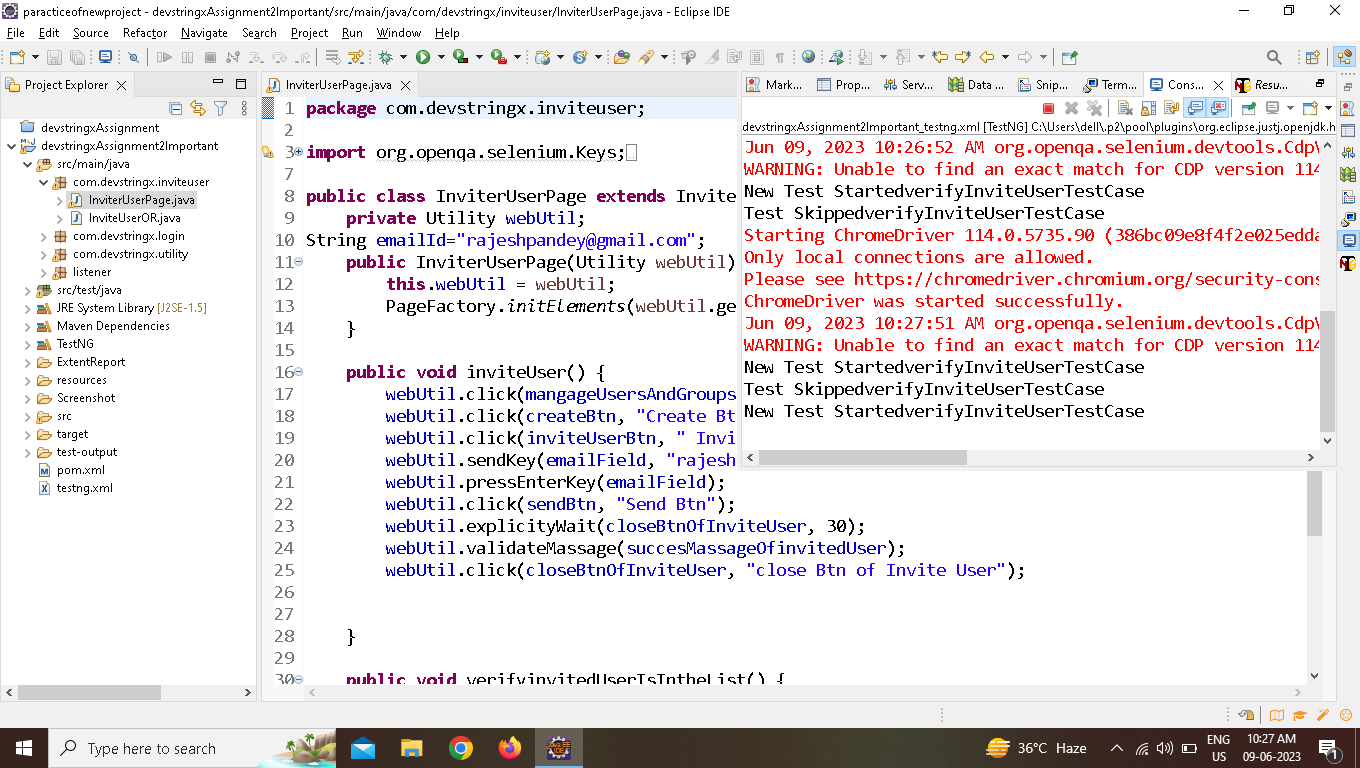 paracticeofnewproject - devstringxAssignment2Important/src/main/java/com/devstringx/inviteuser/InviterUserPage.java - Eclipse IDE
File Edit Source Refactor Navigate Search Project Run Window Help
Project Explorer
devstringxAssignment
devstringxAssignment2Important
src/main/java
com.devstringx.inviteuser
InviterUserPage.java
InviteUserOR.java
com.devstringx.login
com.devstringx.utility
listener
src/test/java
JRE System Library [J2SE-1.5]
Maven Dependencies
TestNG
ExtentReport
resources
Screenshot
src
target
test-output
pom.xml
testng.xml
InviterUserPage.java
1 package com.devstringx.inviteuser;
2
3 import org.openqa.selenium.Keys;
7
8 public class InviterUserPage extends Invite
9 private Utility webUtil;
10 String emailId="rajeshpandey@gmail.com";
11 public InviterUserPage(Utility webUtil)
12 this.webUtil = webUtil;
13 PageFactory.initElements(webUtil.ge
14 }
15
16 public void inviteUser() {
17 webUtil.click(mangageUsersAndGroups
18 webUtil.click(createBtn, "Create Bt
19 webUtil.click(inviteUserBtn, " Invi
20 webUtil.sendKey(emailField, "rajesh
21 webUtil.pressEnterKey(emailField);
22 webUtil.click(sendBtn, "Send Btn");
23 webUtil.explicityWait(closeBtnOfInviteUser, 30);
24 webUtil.validateMassage(succesMassageOfinvitedUser);
25 webUtil.click(closeBtnOfInviteUser, "close Btn of Invite User");
26
27
28 }
29
30 public void verifyinvitedUserIsIntheList() {
Mark... Prop... Serv... Data ... Snip... Term... Cons... Resu...
devstringxAssignment2Important_testng.xml [TestNG] C:\Users\dell\.p2\pool\plugins\org.eclipse.justj.openjdk.h
Jun 09, 2023 10:26:52 AM org.openqa.selenium.devtools.CdpV
WARNING: Unable to find an exact match for CDP version 114
New Test StartedverifyInviteUserTestCase
Test SkippedverifyInviteUserTestCase
Starting ChromeDriver 114.0.5735.90 (386bc09e8f4f2e025edda
Only local connections are allowed.
Please see https://chromedriver.chromium.org/security-cons
ChromeDriver was started successfully.
Jun 09, 2023 10:27:51 AM org.openqa.selenium.devtools.CdpV
WARNING: Unable to find an exact match for CDP version 114
New Test StartedverifyInviteUserTestCase
Test SkippedverifyInviteUserTestCase
New Test StartedverifyInviteUserTestCase
Type here to search
36°C Haze
ENG
US
10:27 AM
09-06-2023
1